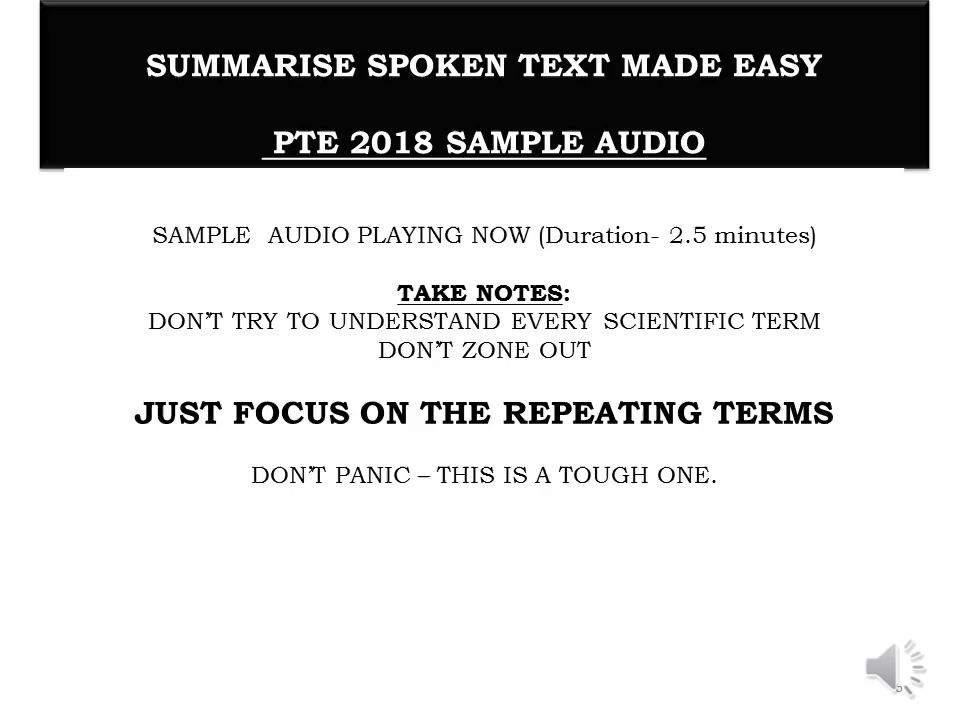 SUMMARISE SPOKEN TEXT MADE EASY
PTE 2018 SAMPLE AUDIO
SAMPLE AUDIO PLAYING NOW (Duration- 2.5 minutes)
TAKE NOTES:
DON'T TRY TO UNDERSTAND EVERY SCIENTIFIC TERM
DON'T ZONE OUT
JUST FOCUS ON THE REPEATING TERMS
DON'T PANIC – THIS IS A TOUGH ONE.